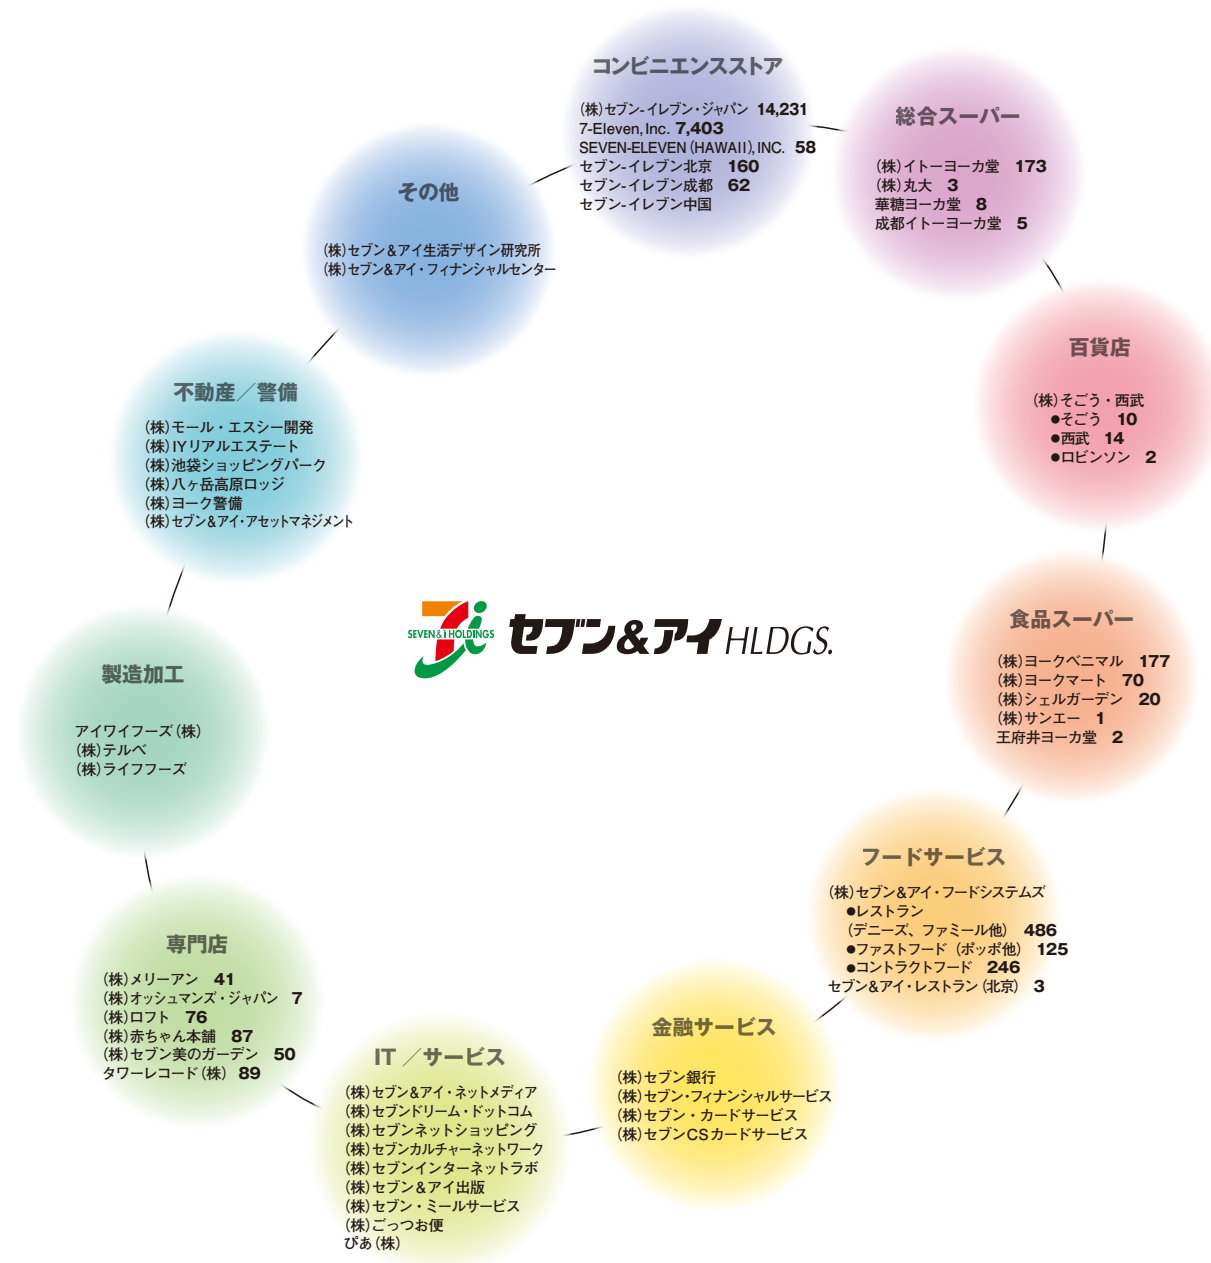 コンビニエンスストア
(株)セブン-イレブン・ジャパン 14,231
7-Eleven, Inc. 7,403
SEVEN-ELEVEN (HAWAII), INC. 58
セブン-イレブン北京 160
セブン-イレブン成都 62
セブン-イレブン中国
総合スーパー
(株)イトーヨーカ堂 173
(株)丸大 3
華糖ヨーカ堂 8
成都イトーヨーカ堂 5
百貨店
(株)そごう・西武
●そごう 10
●西武 14
●ロビンソン 2
食品スーパー
(株)ヨークベニマル 177
(株)ヨークマート 70
(株)シェルガーデン 20
(株)サンエー 1
王府井ヨーカ堂 2
フードサービス
(株)セブン&アイ・フードシステムズ
●レストラン
(デニーズ、ファミール他) 486
●ファストフード (ポッポ他) 125
●コントラクトフード 246
セブン&アイ・レストラン(北京) 3
金融サービス
(株)セブン銀行
(株)セブン・フィナンシャルサービス
(株)セブン・カードサービス
(株)セブンCSカードサービス
IT/サービス
(株)セブン&アイ・ネットメディア
(株)セブンドリーム・ドットコム
(株)セブンネットショッピング
(株)セブンカルチャーネットワーク
(株)セブンインターネットラボ
(株)セブン&アイ出版
(株)セブン・ミールサービス
(株)ごっつお便
ぴあ(株)
専門店
(株)メリーアン 41
(株)オッシュマンズ・ジャパン 7
(株)ロフト 76
(株)赤ちゃん本舗 87
(株)セブン美のガーデン 50
タワーレコード(株) 89
製造加工
アイワイフーズ(株)
(株)テルベ
(株)ライフフーズ
不動産/警備
(株)モール・エスシー開発
(株)IYリアルエステート
(株)池袋ショッピングパーク
(株)八ヶ岳高原ロッジ
(株)ヨーク警備
(株)セブン&アイ・アセットマネジメント
その他
(株)セブン&アイ生活デザイン研究所
(株)セブン&アイ・フィナンシャルセンター
SEVEN&i HOLDINGS
セブン&アイ HLDGS.